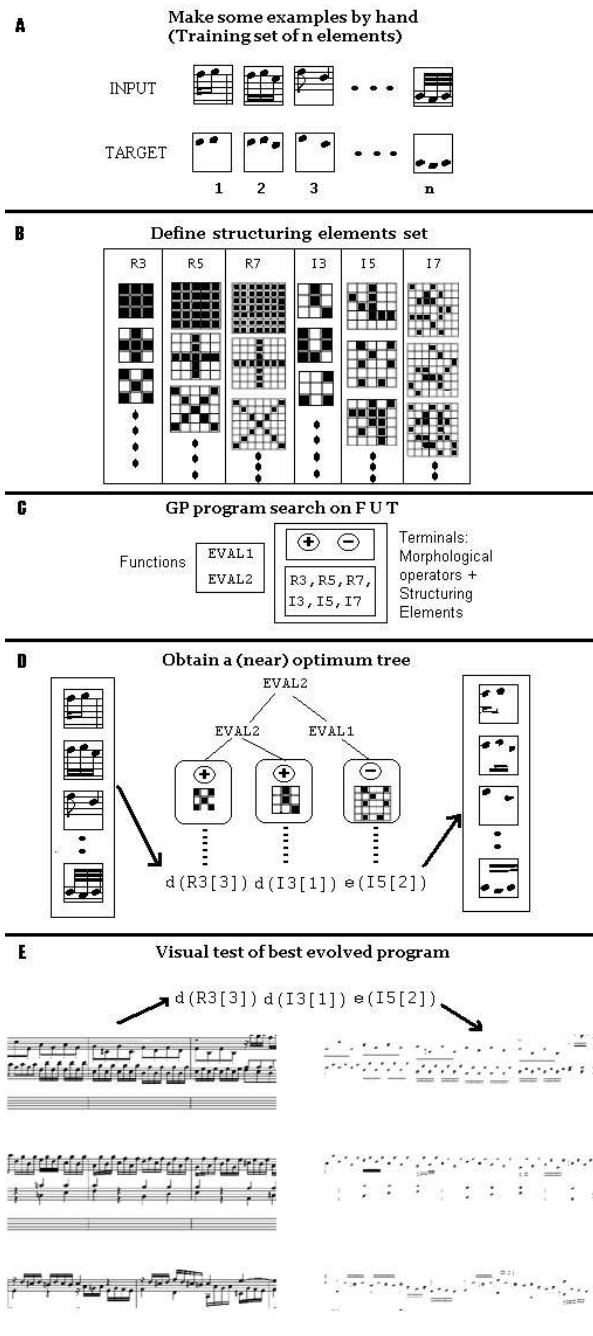 A
Make some examples by hand
(Training set of n elements)
INPUT
TARGET
1 2 3 n
B
Define structuring elements set
R3 R5 R7 I3 I5 I7
C
GP program search on F U T
Functions
EVAL1
EVAL2
+ −
R3,R5,R7,
I3,I5,I7
Terminals:
Morphological
operators +
Structuring
Elements
D
Obtain a (near) optimum tree
EVAL2
EVAL2 EVAL1
+ + −
d(R3[3]) d(I3[1]) e(I5[2])
E
Visual test of best evolved program
d(R3[3]) d(I3[1]) e(I5[2])